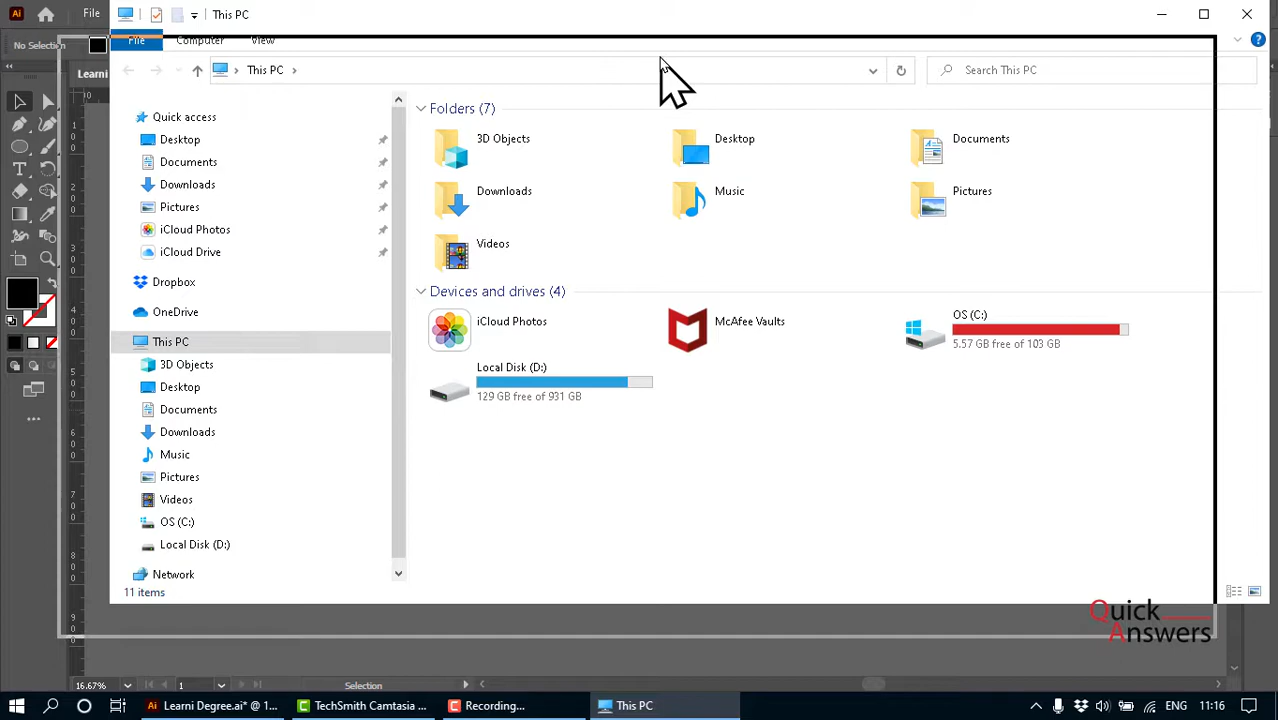 Ai
File
This PC
No Selection
File
Computer
View
Learni
This PC
Search This PC
Quick access
Desktop
Documents
Downloads
Pictures
iCloud Photos
iCloud Drive
Dropbox
OneDrive
This PC
3D Objects
Desktop
Documents
Downloads
Music
Pictures
Videos
OS (C:)
Local Disk (D:)
Network
Folders (7)
3D Objects
Desktop
Documents
Downloads
Music
Pictures
Videos
Devices and drives (4)
iCloud Photos
McAfee Vaults
OS (C:)
5.57 GB free of 103 GB
Local Disk (D:)
129 GB free of 931 GB
11 items
Quick
Answers
16.67%
1
Selection
Ai
Learni Degree.ai* @ 1...
TechSmith Camtasia ...
Recording...
This PC
ENG
11:16